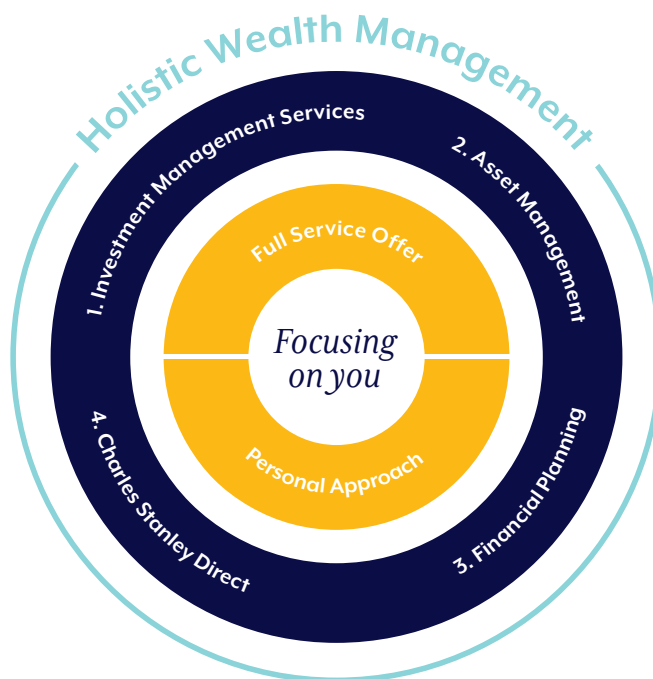 Holistic Wealth Management
1. Investment Management Services
2. Asset Management
3. Financial Planning
4. Charles Stanley Direct
Full Service Offer
Personal Approach
Focusing
on you